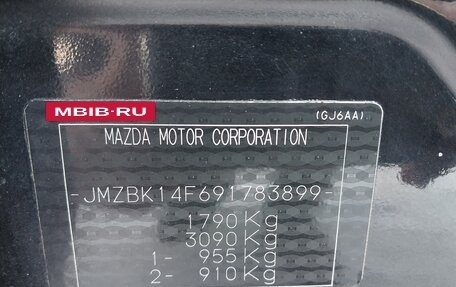 (GJ6AA)
MBIB·RU
MAZDA MOTOR CORPORATION
-JMZBK14F691783899-
1790 Kg
3090 Kg
1- 955 Kg
2- 910 Kg